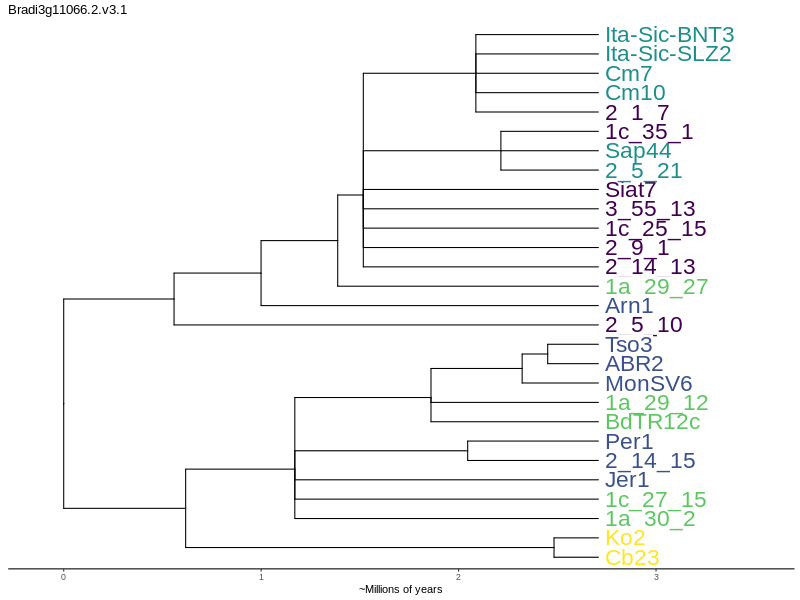 Bradi3g11066.2.v3.1
Ita-Sic-BNT3
Ita-Sic-SLZ2
Cm7
Cm10
2_1_7
1c_35_1
Sap44
2_5_21
Siat7
3_55_13
1c_25_15
2_9_1
2_14_13
1a_29_27
Arn1
2_5_10
Tso3
ABR2
MonSV6
1a_29_12
BdTR12c
Per1
2_14_15
Jer1
1c_27_15
1a_30_2
Ko2
Cb23
0 1 2 3
~Millions of years